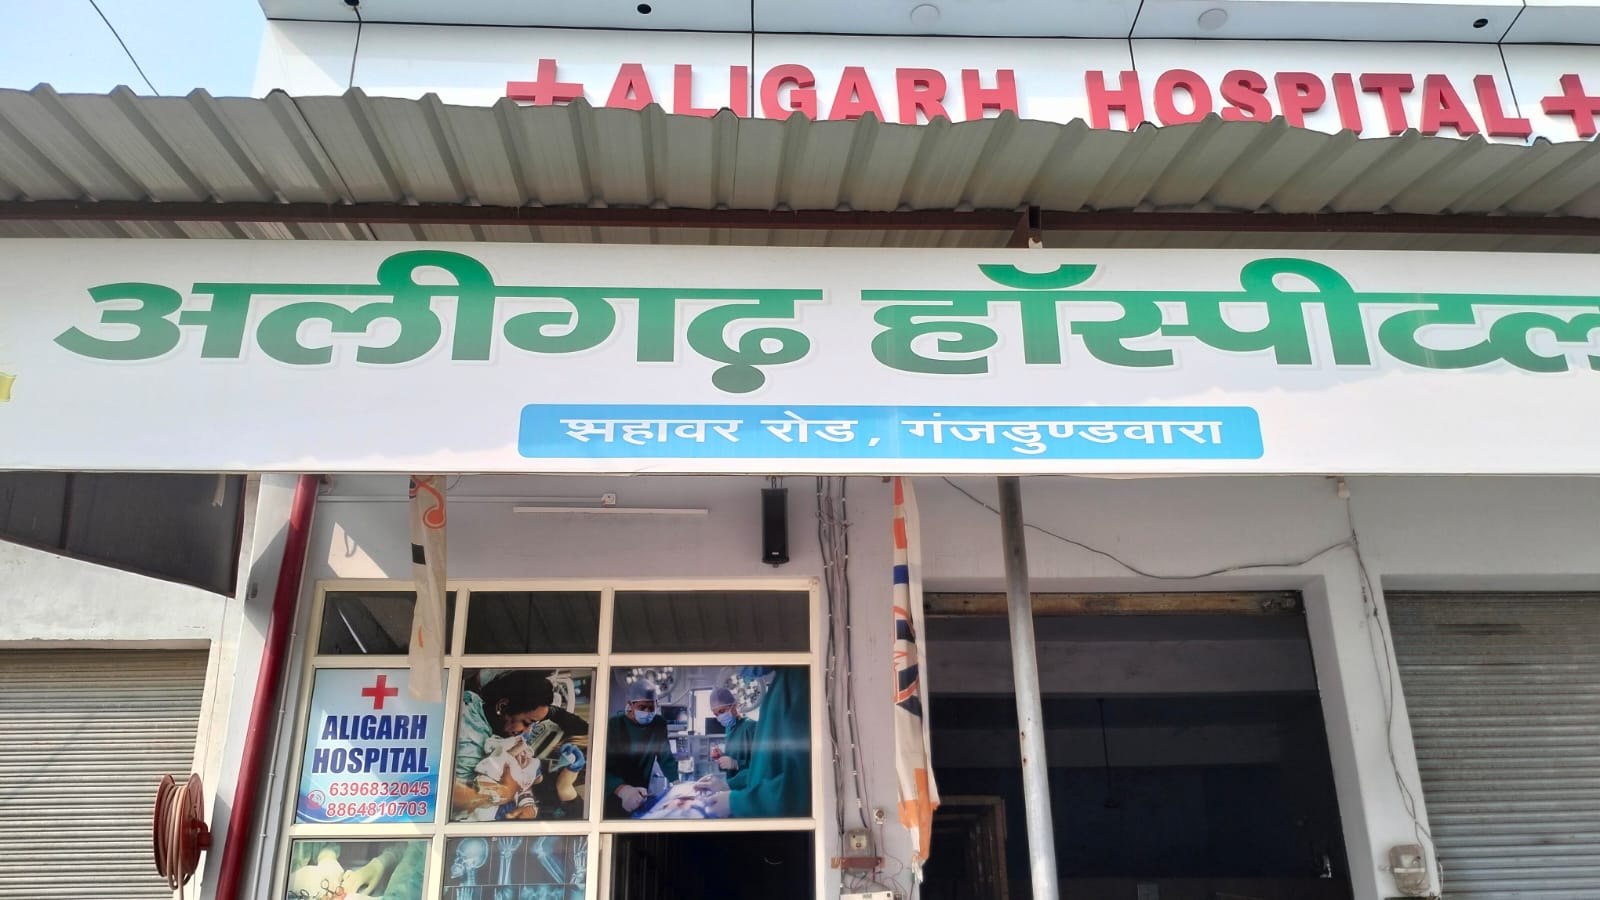 +ALIGARH HOSPITAL+
अलीगढ़ हॉस्पीटल
सहावर रोड, गंजडुण्डवारा
ALIGARH
HOSPITAL
6396832045
8864810703